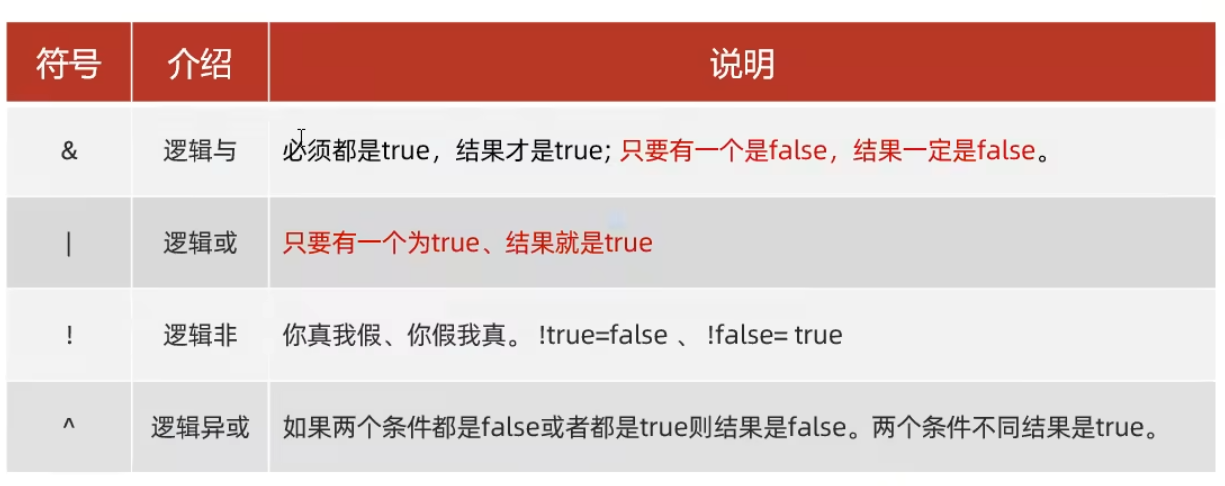 符号 介绍 说明
& 逻辑与 必须都是true，结果才是true; 只要有一个是false，结果一定是false。
| 逻辑或 只要有一个为true、结果就是true
! 逻辑非 你真我假、你假我真。 !true=false 、 !false= true
^ 逻辑异或 如果两个条件都是false或者都是true则结果是false。两个条件不同结果是true。